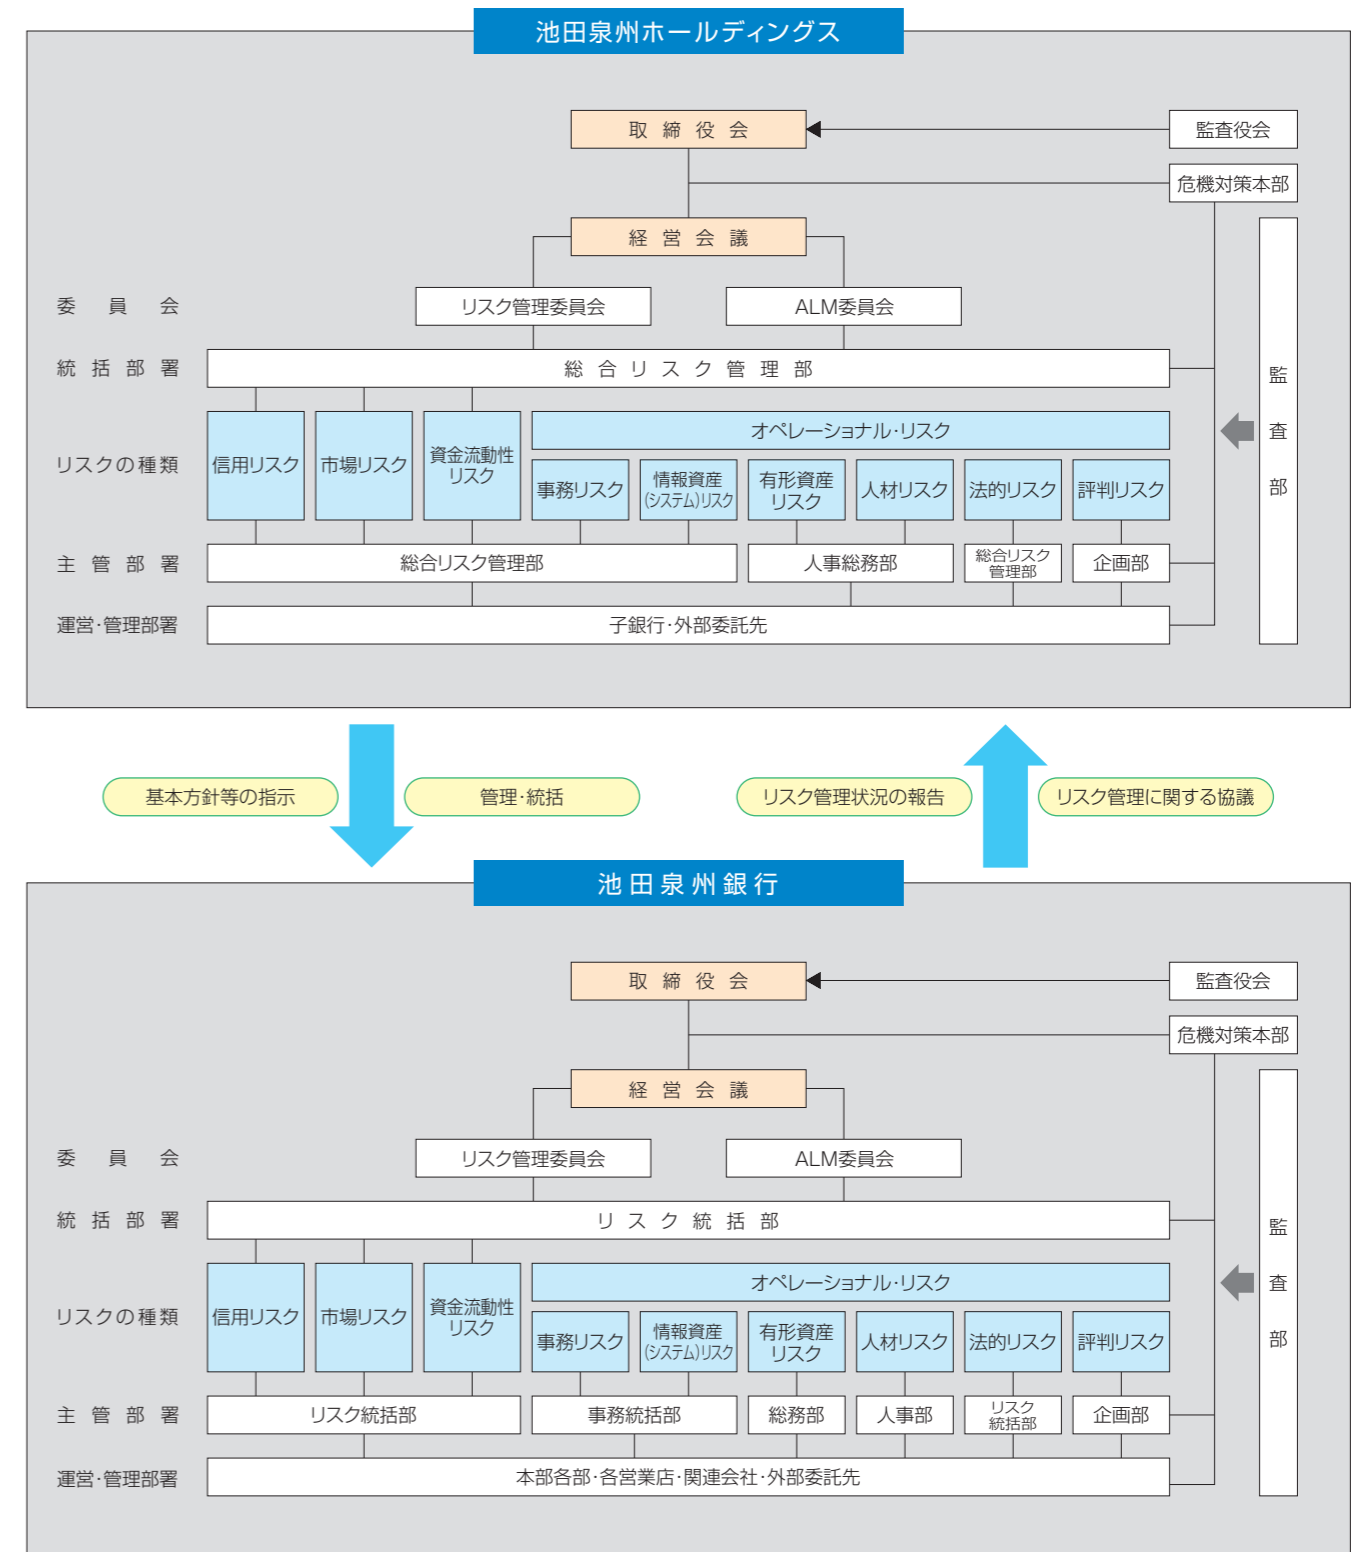 池田泉州ホールディングス
取締役会
監査役会
危機対策本部
経営会議
委員会
リスク管理委員会
ALM委員会
統括部署
総合リスク管理部
監査部
リスクの種類
信用リスク
市場リスク
資金流動性
リスク
オペレーショナル・リスク
事務リスク
情報資産
(システム)リスク
有形資産
リスク
人材リスク
法的リスク
評判リスク
主管部署
総合リスク管理部
人事総務部
総合リスク
管理部
企画部
運営・管理部署
子銀行・外部委託先
基本方針等の指示
管理・統括
リスク管理状況の報告
リスク管理に関する協議
池田泉州銀行
取締役会
監査役会
危機対策本部
経営会議
委員会
リスク管理委員会
ALM委員会
統括部署
リスク統括部
監査部
リスクの種類
信用リスク
市場リスク
資金流動性
リスク
オペレーショナル・リスク
事務リスク
情報資産
(システム)リスク
有形資産
リスク
人材リスク
法的リスク
評判リスク
主管部署
リスク統括部
事務統括部
総務部
人事部
リスク
統括部
企画部
運営・管理部署
本部各部・各営業店・関連会社・外部委託先